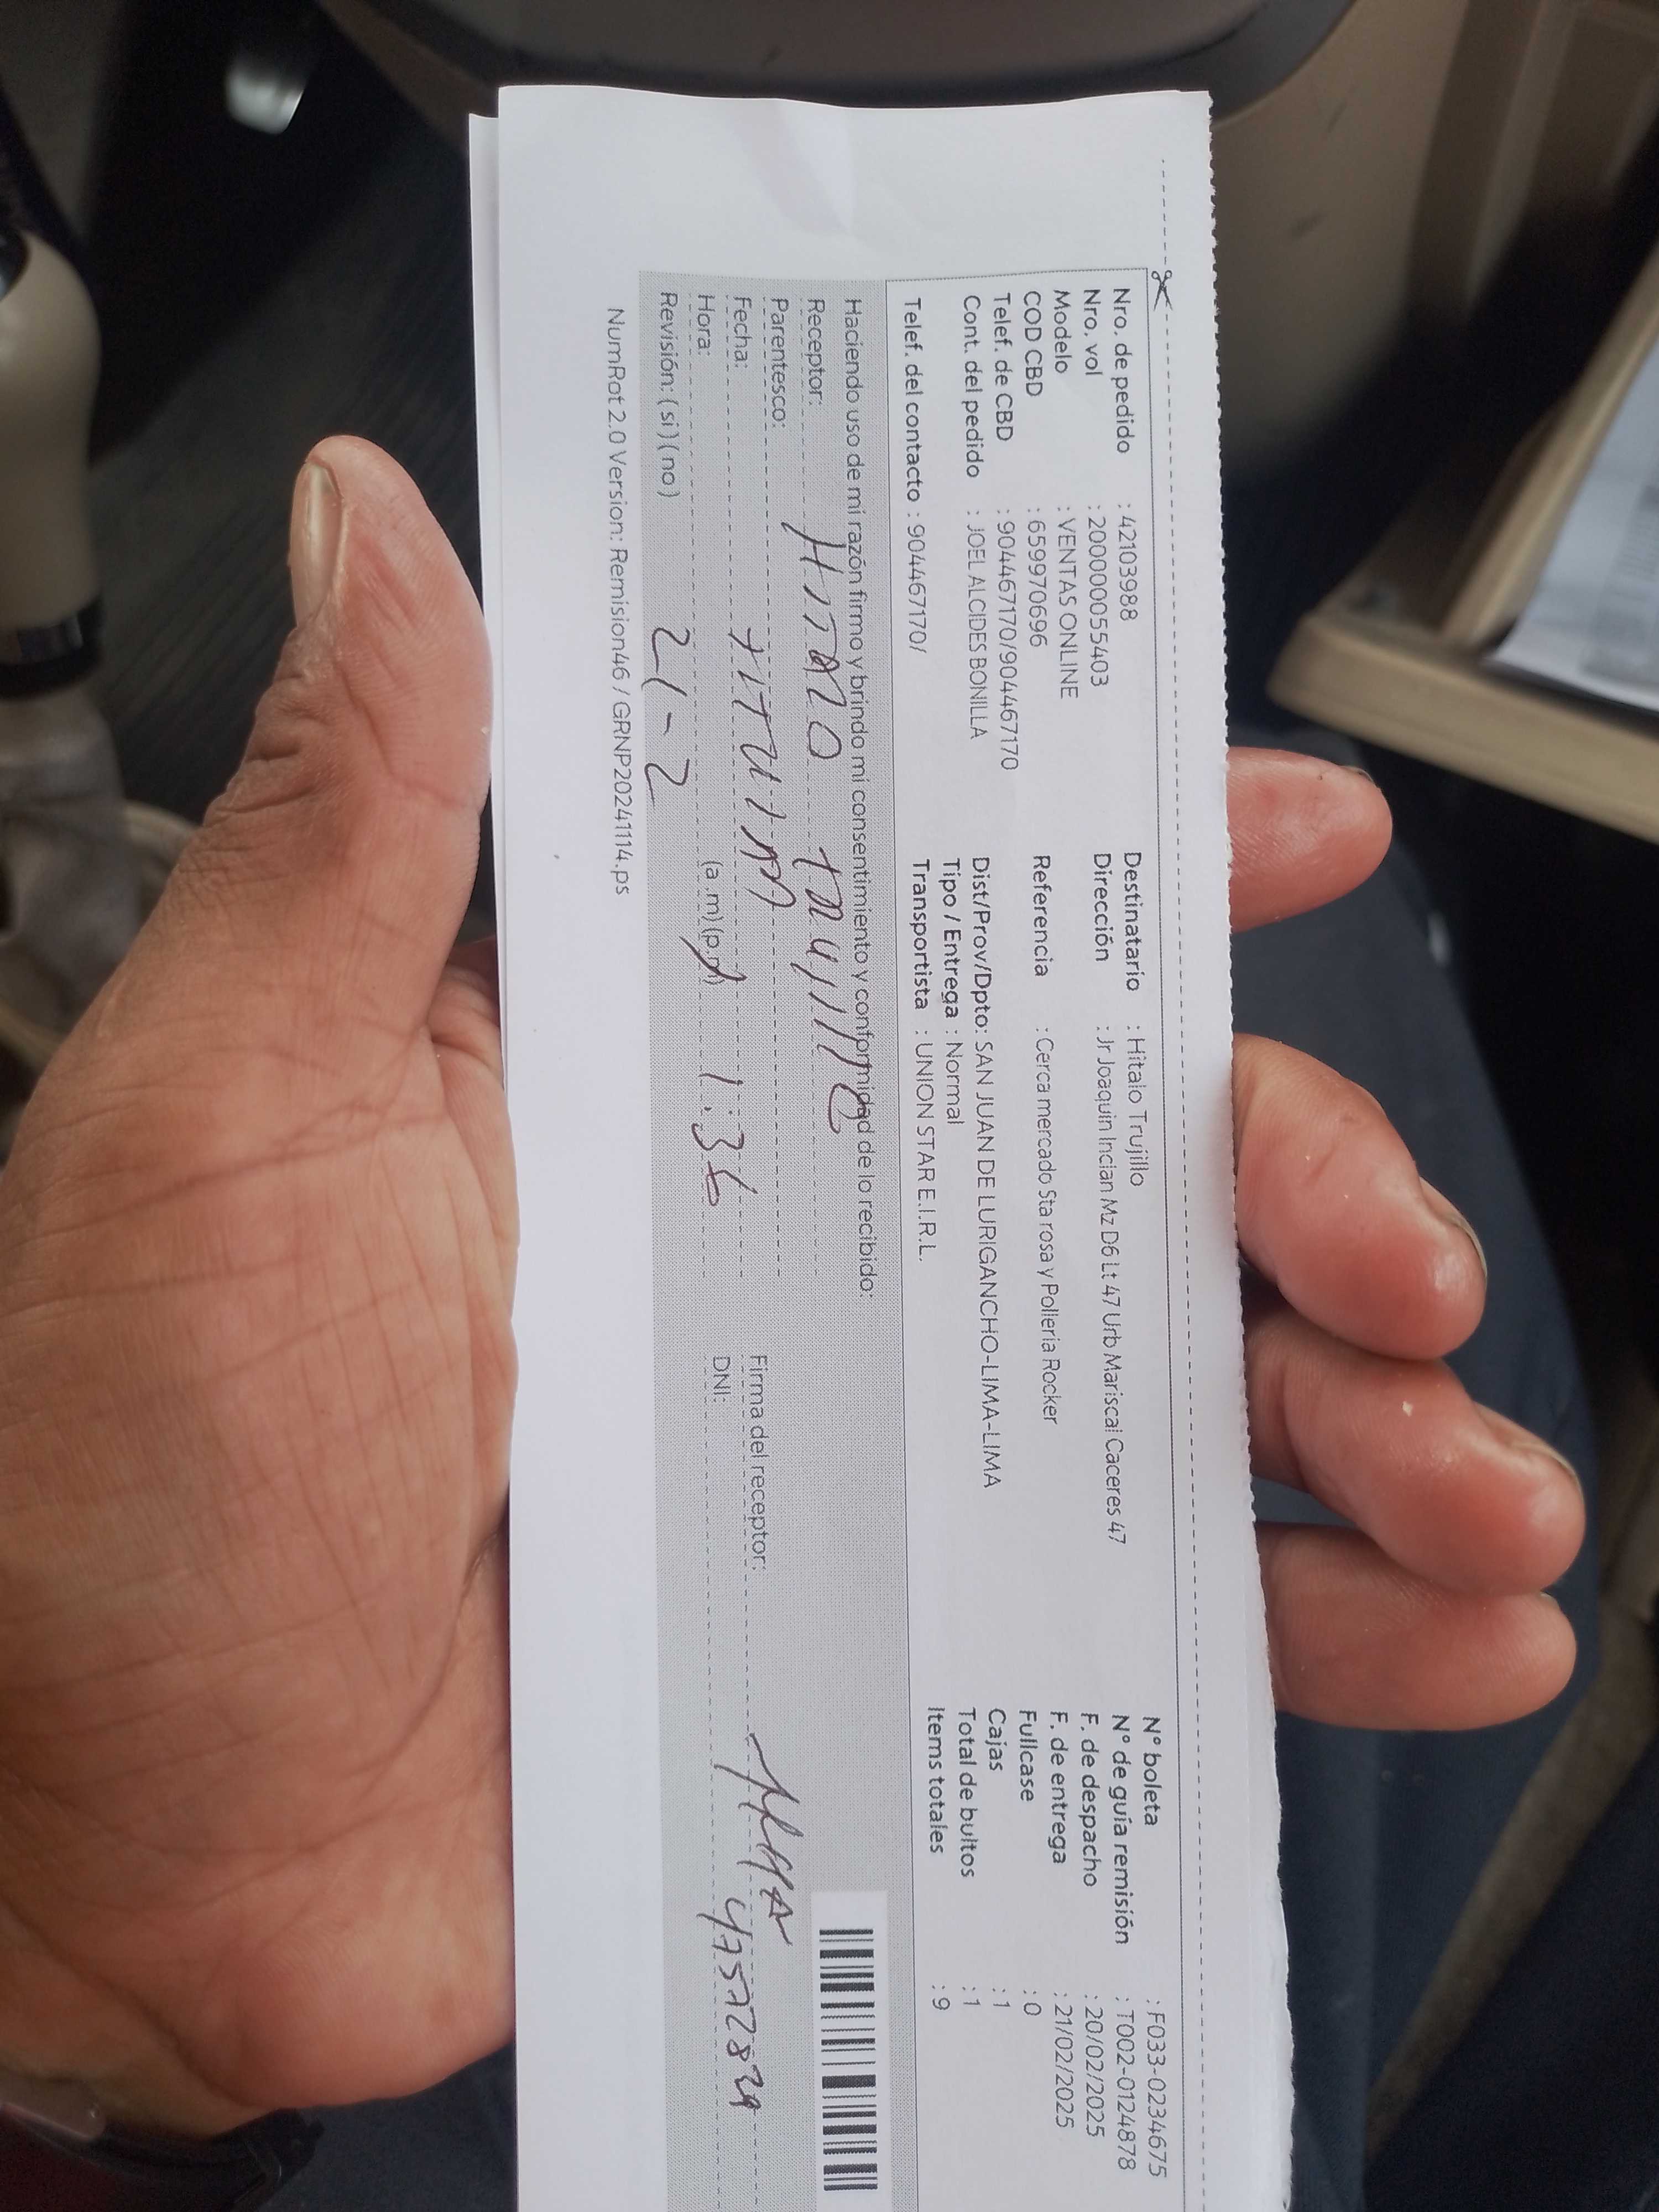 Nr. de pedido : 42103988
Nro. vol : 200000055403
Modelo : VENTAS ONLINE
COD CBD : 659970696
Telef. de CBD : 904467170/904467170
Cont. del pedido : JOEL ALCIDES BONILLA
Telef. del contacto : 904467170/
Destinatario : Hitalo Trujillo
Dirección : Jr Joaquin Incian Mz D6 Lt 47 Urb Mariscal Caceres 47
Referencia : Cerca mercado Sta rosa y Polleria Rocker
Dist/Prov/Dpto: SAN JUAN DE LURIGANCHO-LIMA-LIMA
Tipo / Entrega : Normal
Transportista : UNION STAR E.I.R.L.
N° boleta : F033-0234675
N° de guía remisión : T002-0124878
F. de despacho : 20/02/2025
F. de entrega : 21/02/2025
Fullcase : 0
Cajas : 1
Total de bultos : 1
Items totales : 9
Haciendo uso de mi razón firmo y brindo mi consentimiento y conformidad de lo recibido:
Receptor:
Parentesco:
Fecha: 21-2
Hora: (a.m)(p.m) 1:36
Revisión: (si)(no)
Firma del receptor:
DNI:
NumRot 2.0 Version: Remision46 / GRNP20241114.ps